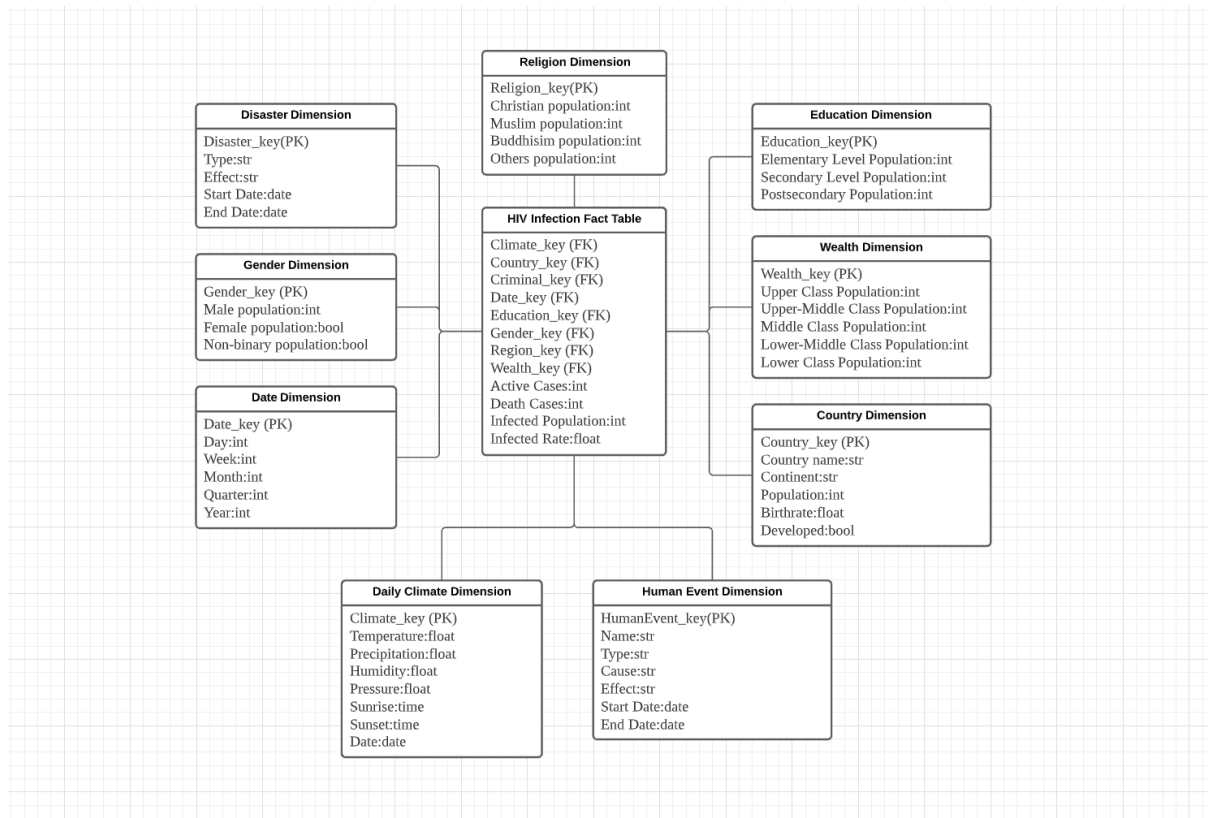 Religion Dimension
Religion_key(PK)
Christian population:int
Muslim population:int
Buddhisim population:int
Others population:int
Disaster Dimension
Disaster_key(PK)
Type:str
Effect:str
Start Date:date
End Date:date
Education Dimension
Education_key(PK)
Elementary Level Population:int
Secondary Level Population:int
Postsecondary Population:int
HIV Infection Fact Table
Climate_key (FK)
Country_key (FK)
Criminal_key (FK)
Date_key (FK)
Education_key (FK)
Gender_key (FK)
Region_key (FK)
Wealth_key (FK)
Active Cases:int
Death Cases:int
Infected Population:int
Infected Rate:float
Gender Dimension
Gender_key (PK)
Male population:int
Female population:bool
Non-binary population:bool
Wealth Dimension
Wealth_key (PK)
Upper Class Population:int
Upper-Middle Class Population:int
Middle Class Population:int
Lower-Middle Class Population:int
Lower Class Population:int
Date Dimension
Date_key (PK)
Day:int
Week:int
Month:int
Quarter:int
Year:int
Country Dimension
Country_key (PK)
Country name:str
Continent:str
Population:int
Birthrate:float
Developed:bool
Daily Climate Dimension
Climate_key (PK)
Temperature:float
Precipitation:float
Humidity:float
Pressure:float
Sunrise:time
Sunset:time
Date:date
Human Event Dimension
HumanEvent_key(PK)
Name:str
Type:str
Cause:str
Effect:str
Start Date:date
End Date:date